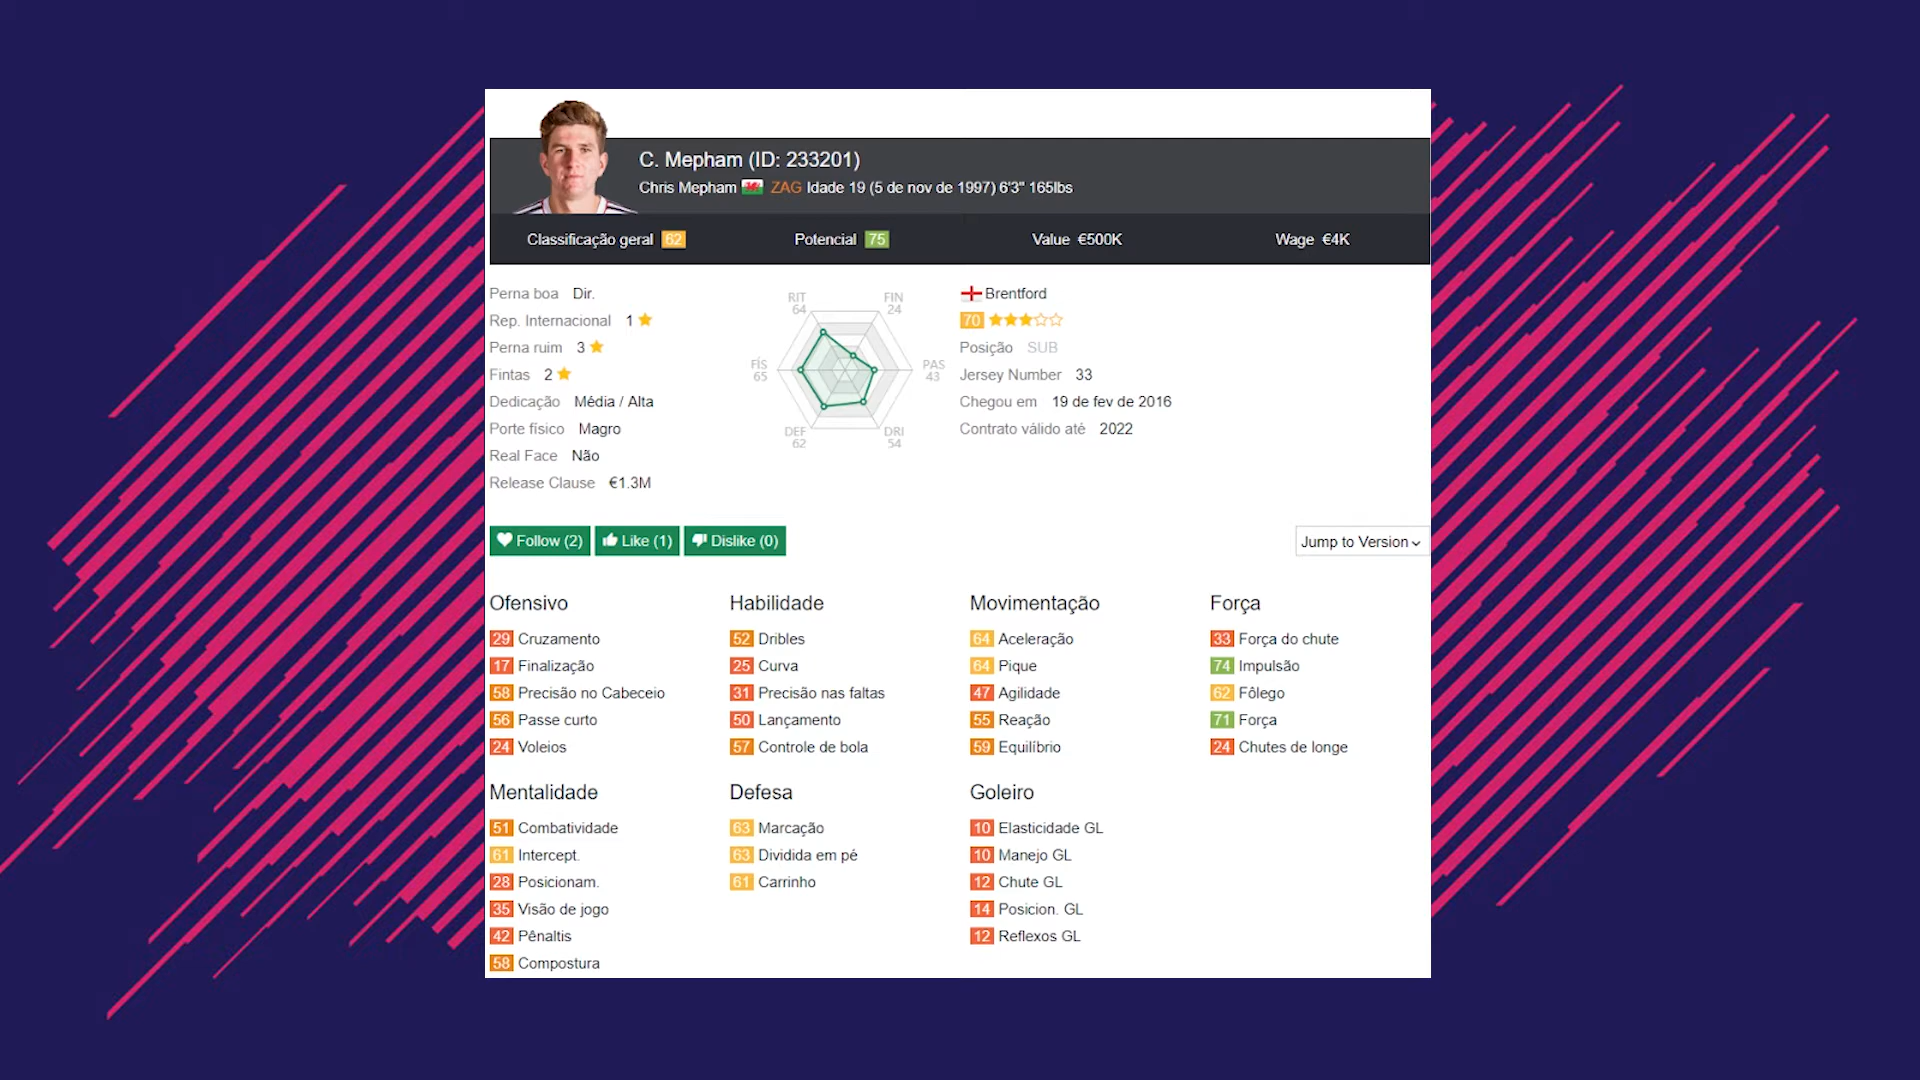 C. Mepham (ID: 233201)
Chris Mepham ZAG Idade 19 (5 de nov de 1997) 6'3" 165lbs
Classificação geral 62 Potencial 75 Value €500K Wage €4K
Perna boa Dir.
Rep. Internacional 1
Perna ruim 3
Fintas 2
Dedicação Média / Alta
Porte físico Magro
Real Face Não
Release Clause €1.3M
RIT
64
FIN
24
FÍS
65
PAS
43
DEF
62
DRI
54
Brentford
70
Posição SUB
Jersey Number 33
Chegou em 19 de fev de 2016
Contrato válido até 2022
Follow (2) Like (1) Dislike (0) Jump to Version
Ofensivo
29 Cruzamento
17 Finalização
58 Precisão no Cabeceio
56 Passe curto
24 Voleios
Habilidade
52 Dribles
25 Curva
31 Precisão nas faltas
50 Lançamento
57 Controle de bola
Movimentação
64 Aceleração
64 Pique
47 Agilidade
55 Reação
59 Equilíbrio
Força
33 Força do chute
74 Impulsão
62 Fôlego
71 Força
24 Chutes de longe
Mentalidade
51 Combatividade
61 Intercept.
28 Posicionam.
35 Visão de jogo
42 Pênaltis
58 Compostura
Defesa
63 Marcação
63 Dividida em pé
61 Carrinho
Goleiro
10 Elasticidade GL
10 Manejo GL
12 Chute GL
14 Posicion. GL
12 Reflexos GL